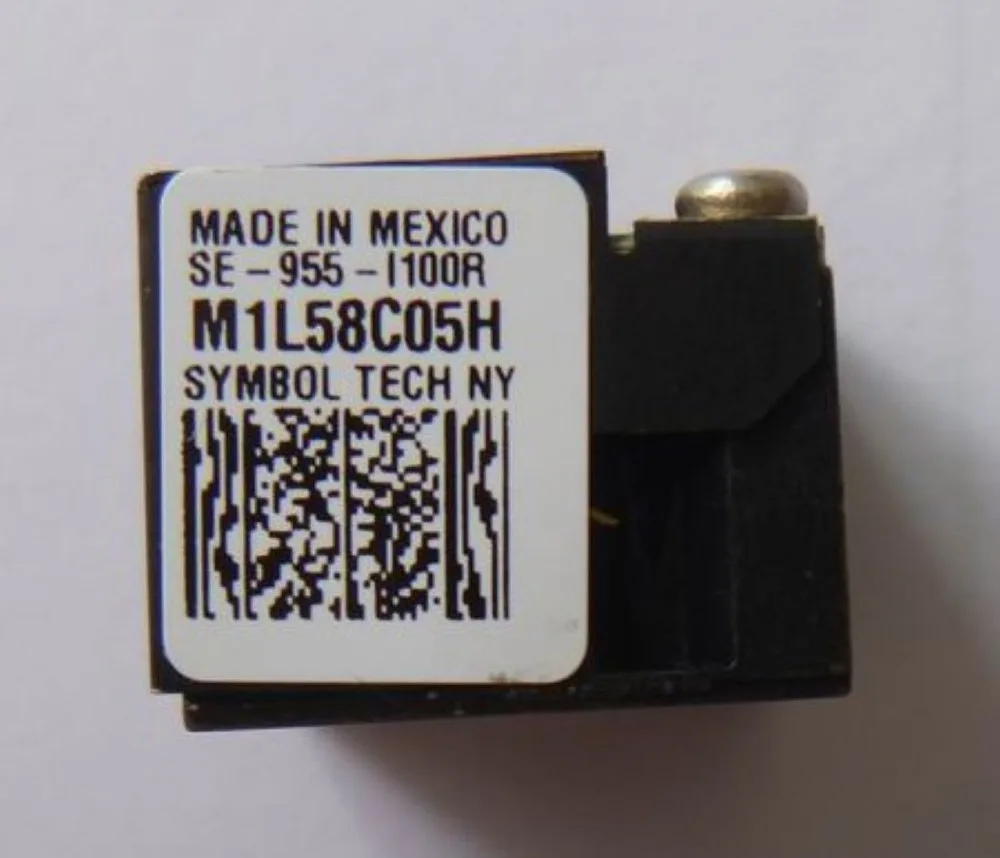 MADE IN MEXICO
SE-955-I100R
M1L58C05H
SYMBOL TECH NY